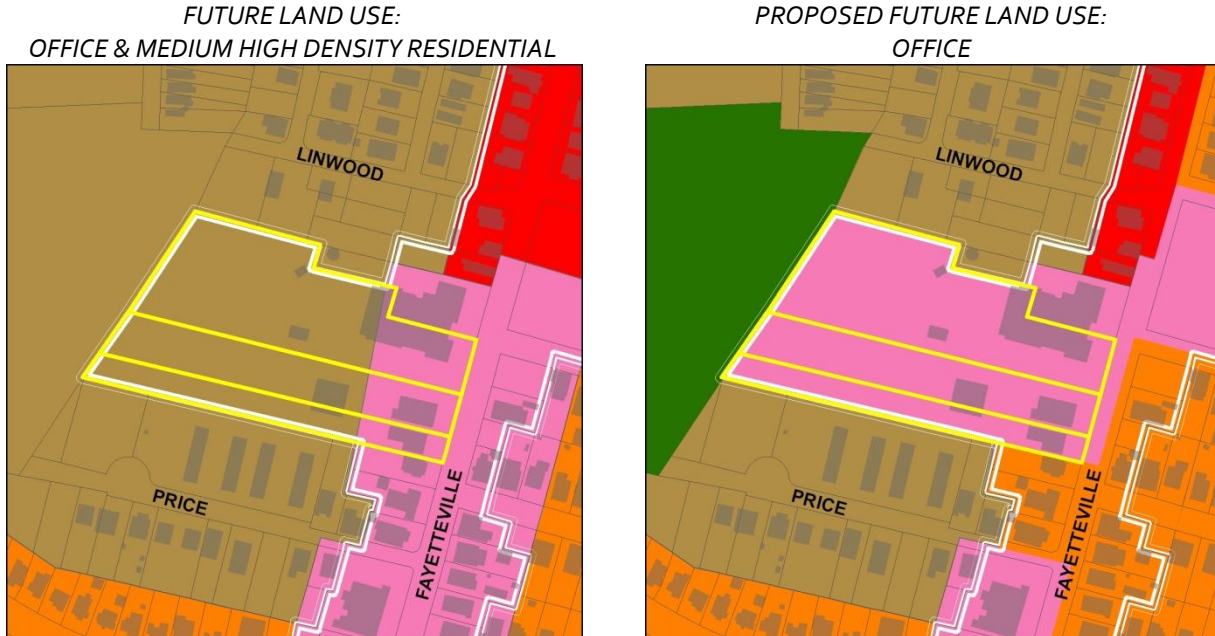 FUTURE LAND USE:
OFFICE & MEDIUM HIGH DENSITY RESIDENTIAL
LINWOOD
PRICE
FAYETTEVILLE
PROPOSED FUTURE LAND USE:
OFFICE
LINWOOD
PRICE
FAYETTEVILLE